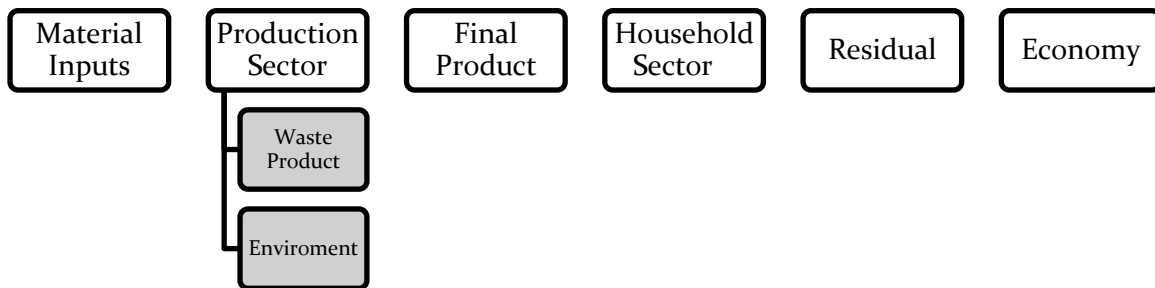 Material
Inputs
Production
Sector
Final
Product
Household
Sector
Residual
Economy
Waste
Product
Enviroment